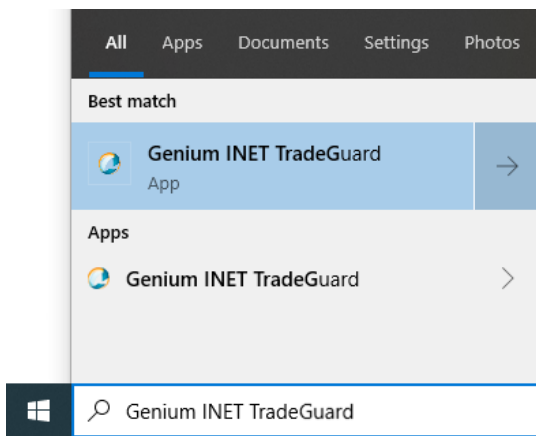 All Apps Documents Settings Photos
Best match
Genium INET TradeGuard
App
Apps
Genium INET TradeGuard
Genium INET TradeGuard